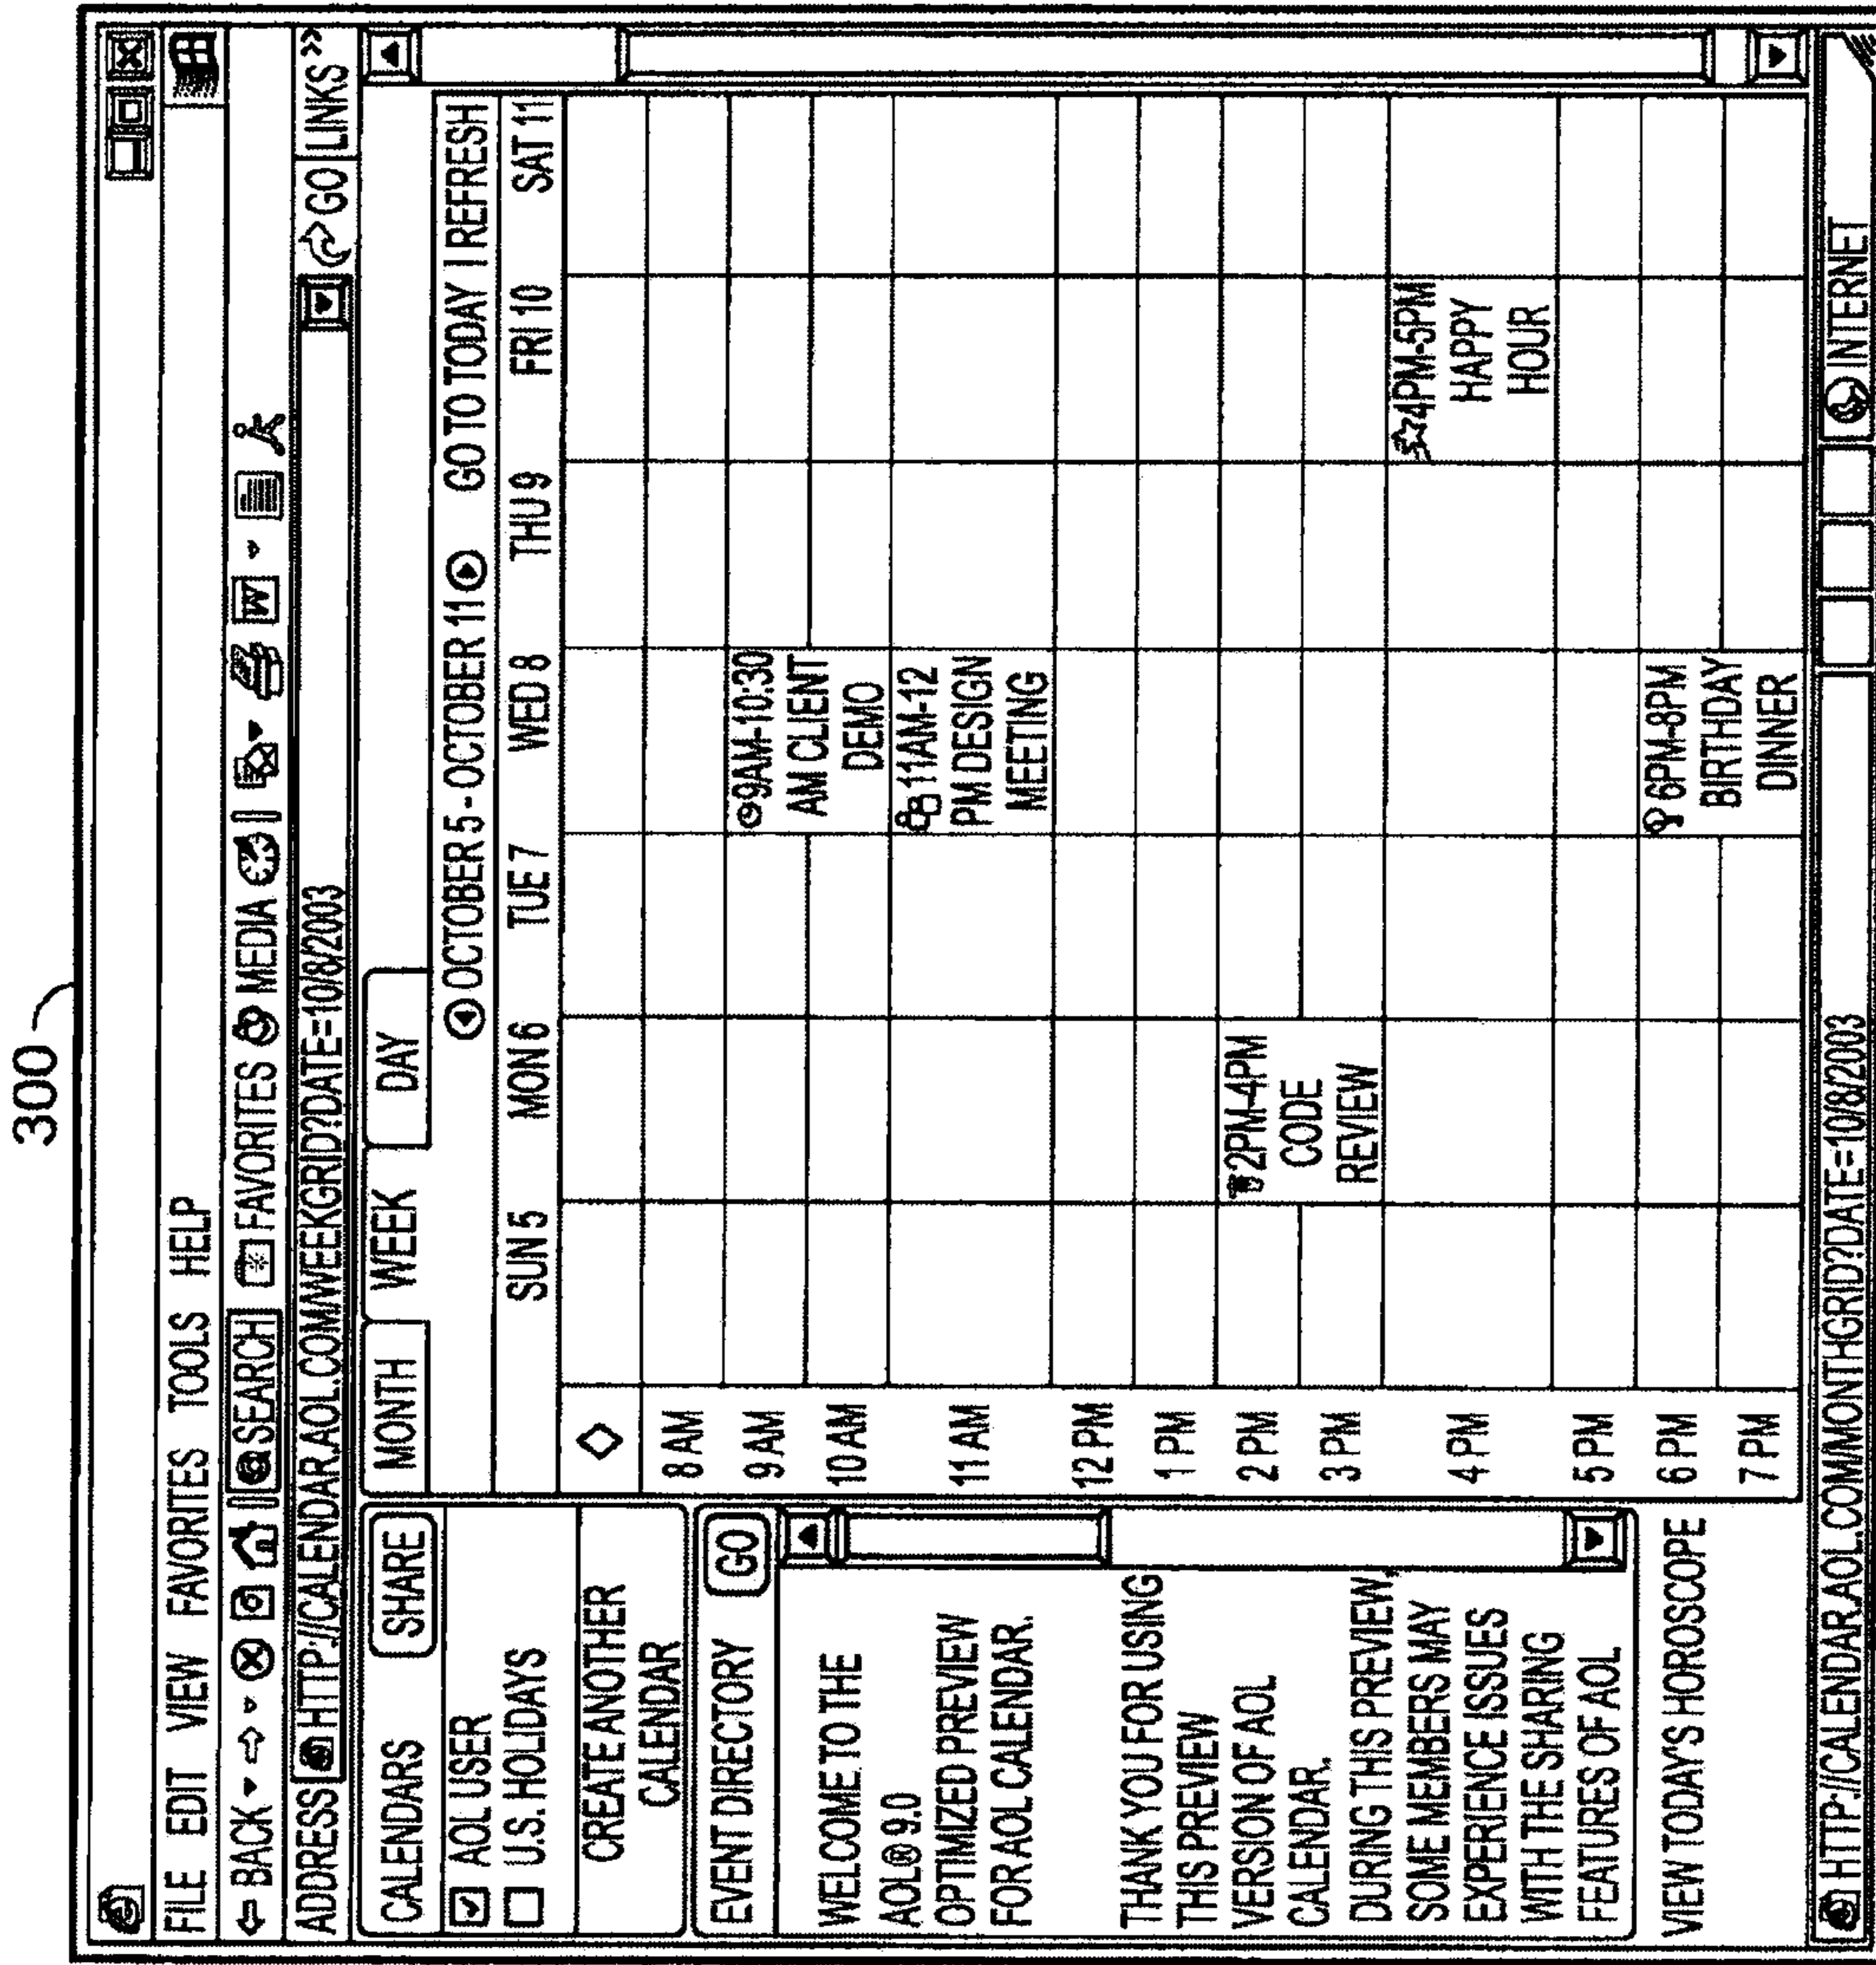 300
FILE EDIT VIEW FAVORITES TOOLS HELP
BACK SEARCH FAVORITES MEDIA W
ADDRESS HTTP://CALENDAR.AOL.COM/WEEKGRID?DATE=10/8/2003 GO LINKS »
CALENDARS SHARE
AOL USER
U.S. HOLIDAYS
CREATE ANOTHER
CALENDAR
EVENT DIRECTORY GO
WELCOME TO THE
AOL® 9.0
OPTIMIZED PREVIEW
FOR AOL CALENDAR.
THANK YOU FOR USING
THIS PREVIEW
VERSION OF AOL
CALENDAR.
DURING THIS PREVIEW,
SOME MEMBERS MAY
EXPERIENCE ISSUES
WITH THE SHARING
FEATURES OF AOL
VIEW TODAY'S HOROSCOPE
MONTH WEEK DAY
OCTOBER 5 - OCTOBER 11 GO TO TODAY | REFRESH
SUN 5 MON 6 TUE 7 WED 8 THU 9 FRI 10 SAT 11
8 AM
9 AM
10 AM
11 AM
12 PM
1 PM
2 PM
3 PM
4 PM
5 PM
6 PM
7 PM
2PM-4PM
CODE
REVIEW
9AM-10:30
AM CLIENT
DEMO
11AM-12
PM DESIGN
MEETING
6PM-8PM
BIRTHDAY
DINNER
4PM-5PM
HAPPY
HOUR
HTTP://CALENDAR.AOL.COM/MONTHGRID?DATE=10/8/2003 INTERNET